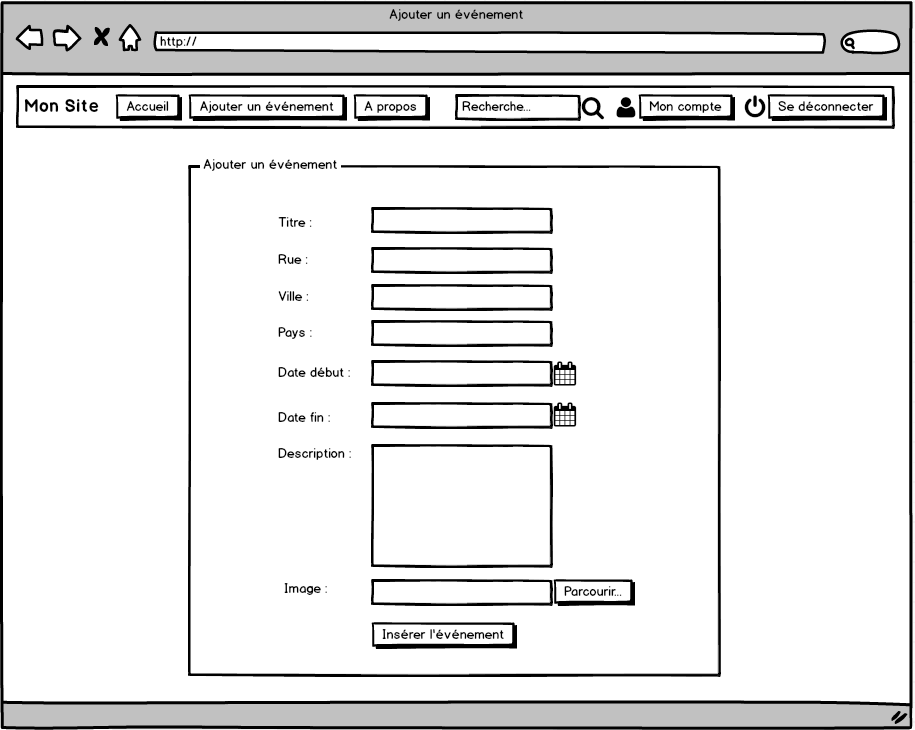 Ajouter un événement
http://
Mon Site Accueil Ajouter un événement A propos Recherche... Mon compte Se déconnecter
Ajouter un événement
Titre :
Rue :
Ville :
Pays :
Date début :
Date fin :
Description :
Image : Parcourir...
Insérer l'événement